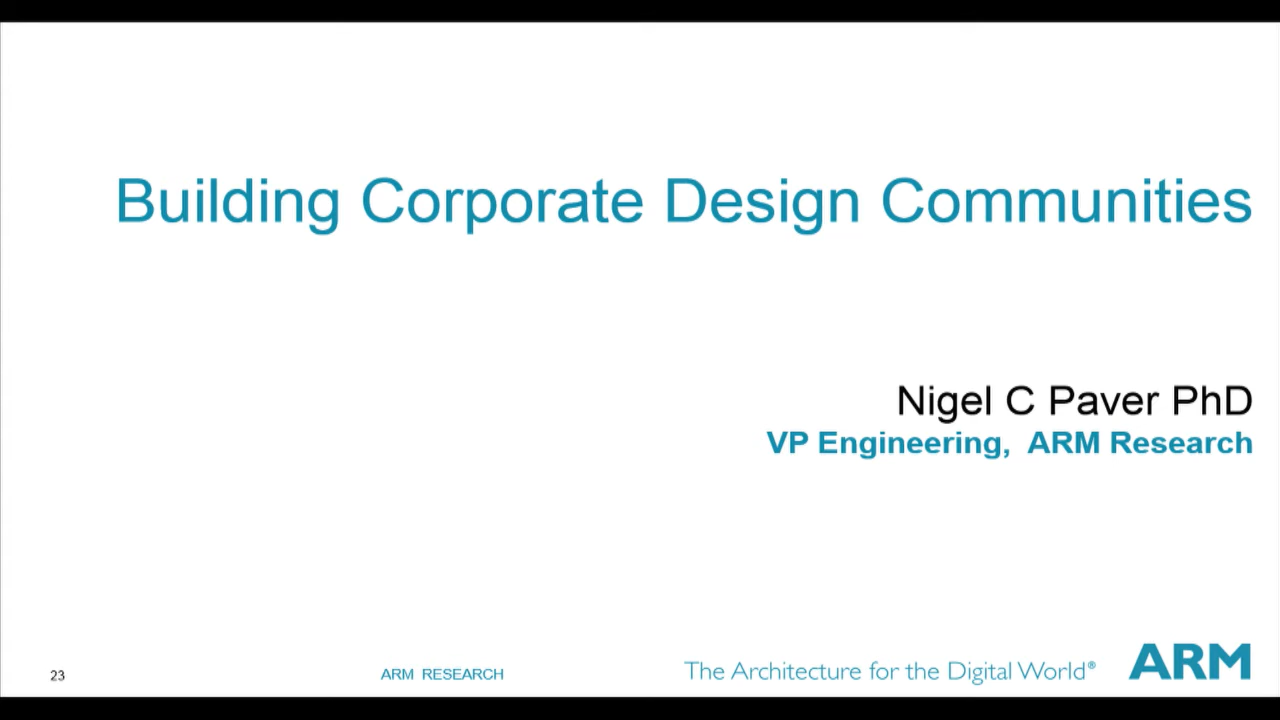 Building Corporate Design Communities
Nigel C Paver PhD
VP Engineering, ARM Research
23
ARM RESEARCH
The Architecture for the Digital World®
ARM